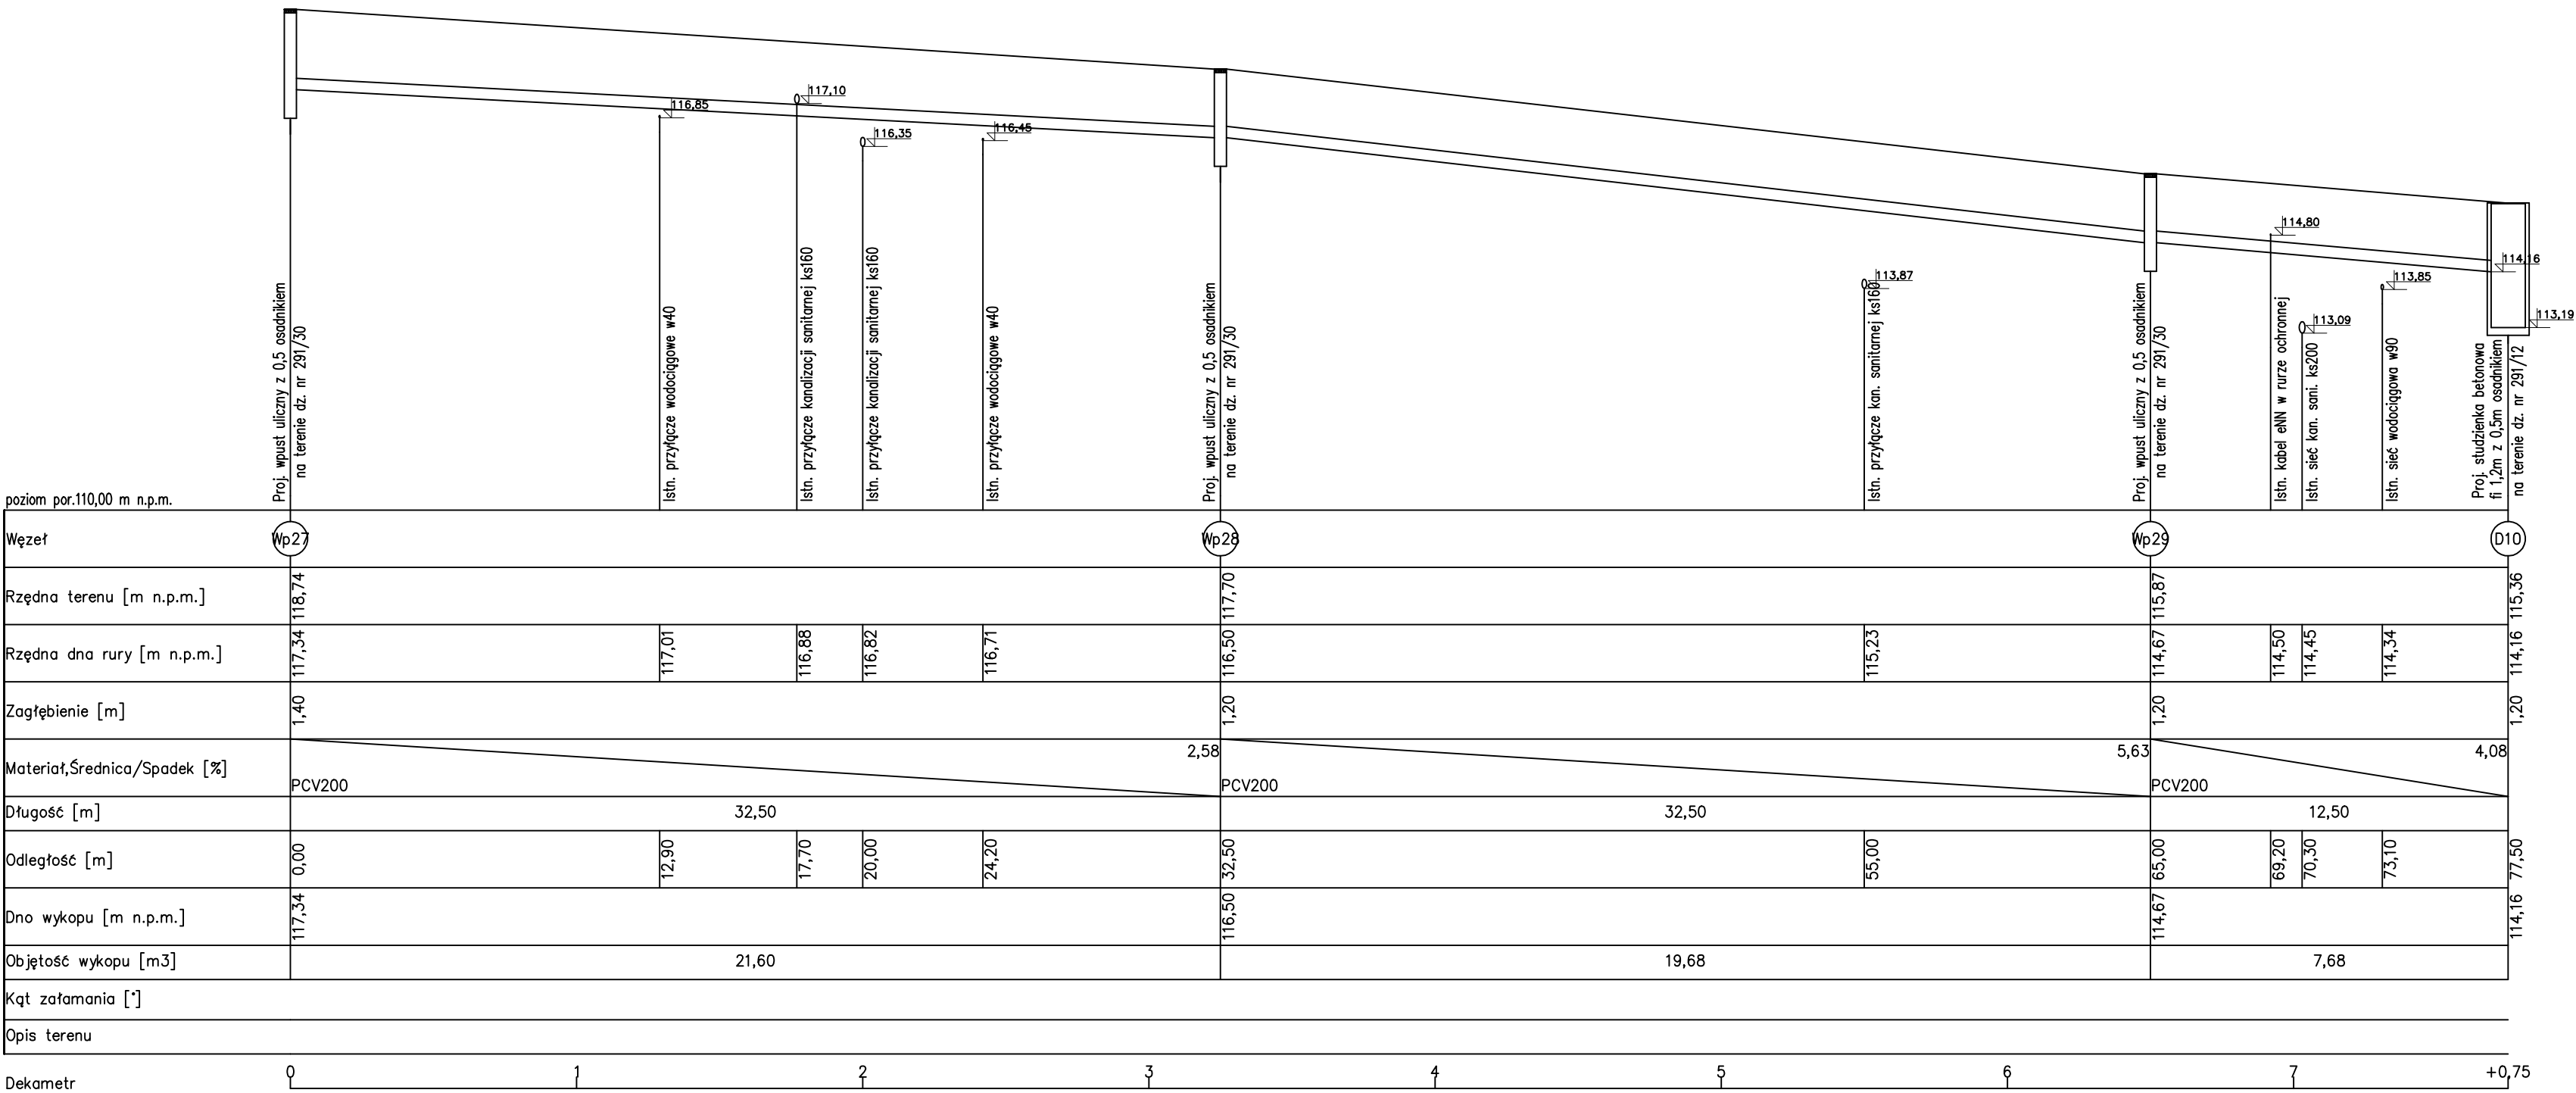 116,85
117,10
116,35
116,45
113,87
114,80
113,09
113,85
114,16
113,19
Proj. wpust uliczny z 0,5 osadnikiem
na terenie dz. nr 291/30
Istn. przyłącze wodociągowe w40
Istn. przyłącze kanalizacji sanitarnej ks160
Istn. przyłącze kanalizacji sanitarnej ks160
Istn. przyłącze wodociągowe w40
Proj. wpust uliczny z 0,5 osadnikiem
na terenie dz. nr 291/30
Istn. przyłącze kan. sanitarnej ks160
Proj. wpust uliczny z 0,5 osadnikiem
na terenie dz. nr 291/30
Istn. kabel eNN w rurze ochronnej
Istn. sieć kan. sani. ks200
Istn. sieć wodociągowa w90
Proj. studzienka betonowa
fi 1,2m z 0,5m osadnikiem
na terenie dz. nr 291/12
poziom por.110,00 m n.p.m.
Węzeł Wp27 Wp28 Wp29 D10
Rzędna terenu [m n.p.m.] 118,74 117,70 115,87 115,36
Rzędna dna rury [m n.p.m.] 117,34 117,01 116,88 116,82 116,71 116,50 115,23 114,67 114,50 114,45 114,34 114,16
Zagłębienie [m] 1,40 1,20 1,20 1,20
Materiał,Średnica/Spadek [%] 2,58 5,63 4,08
PCV200 PCV200 PCV200
Długość [m] 32,50 32,50 12,50
Odległość [m] 0,00 12,90 17,70 20,00 24,20 32,50 55,00 65,00 69,20 70,30 73,10 77,50
Dno wykopu [m n.p.m.] 117,34 116,50 114,67 114,16
Objętość wykopu [m3] 21,60 19,68 7,68
Kąt załamania [°]
Opis terenu
Dekametr 0 1 2 3 4 5 6 7 +0,75